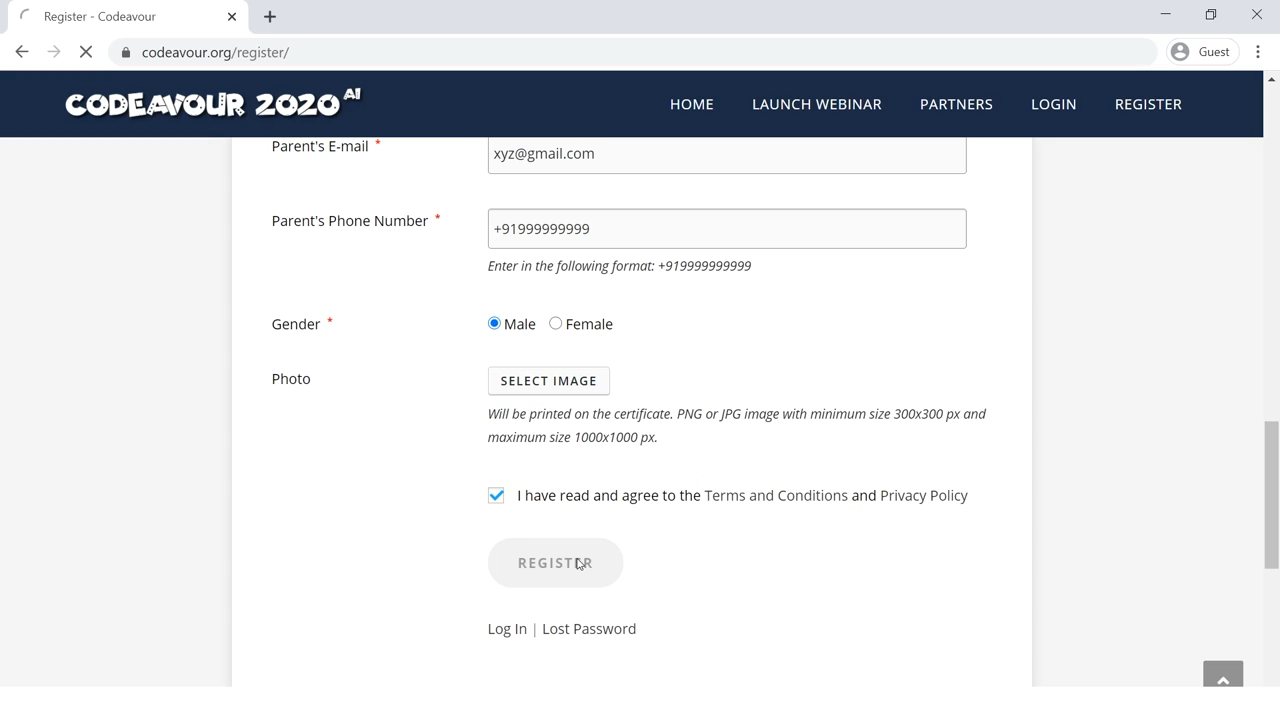 Register - Codeavour
codeavour.org/register/
Guest
CODEAVOUR 2020 AI
HOME
LAUNCH WEBINAR
PARTNERS
LOGIN
REGISTER
Parent's E-mail *
xyz@gmail.com
Parent's Phone Number *
+91999999999
Enter in the following format: +919999999999
Gender *
Male
Female
Photo
SELECT IMAGE
Will be printed on the certificate. PNG or JPG image with minimum size 300x300 px and
maximum size 1000x1000 px.
I have read and agree to the Terms and Conditions and Privacy Policy
REGISTER
Log In | Lost Password